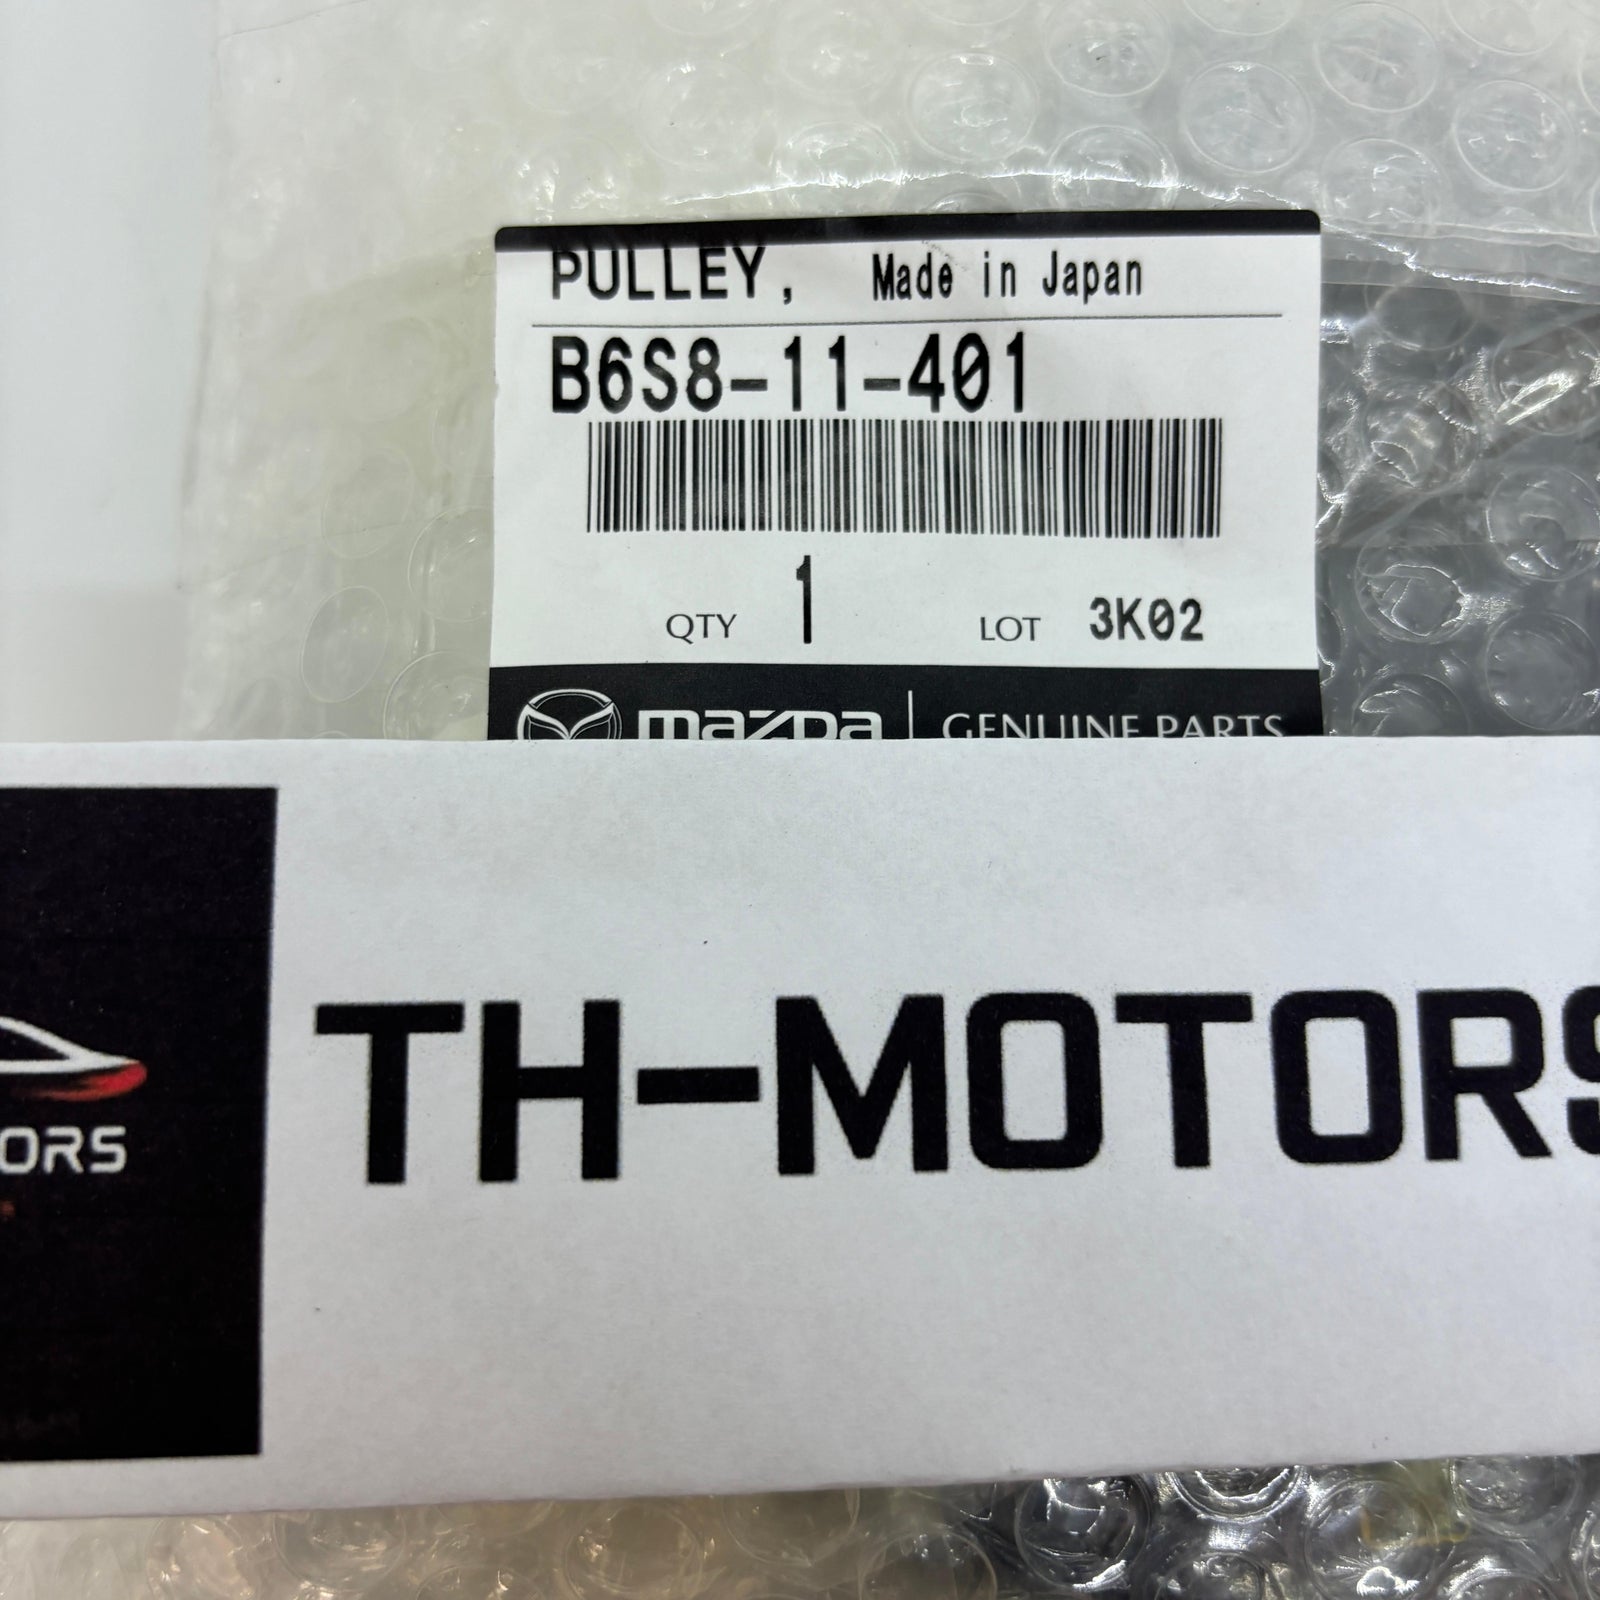 PULLEY, Made in Japan
B6S8-11-401
QTY 1 LOT 3K02
mazda GENUINE PARTS
TH-MOTORS
ORS